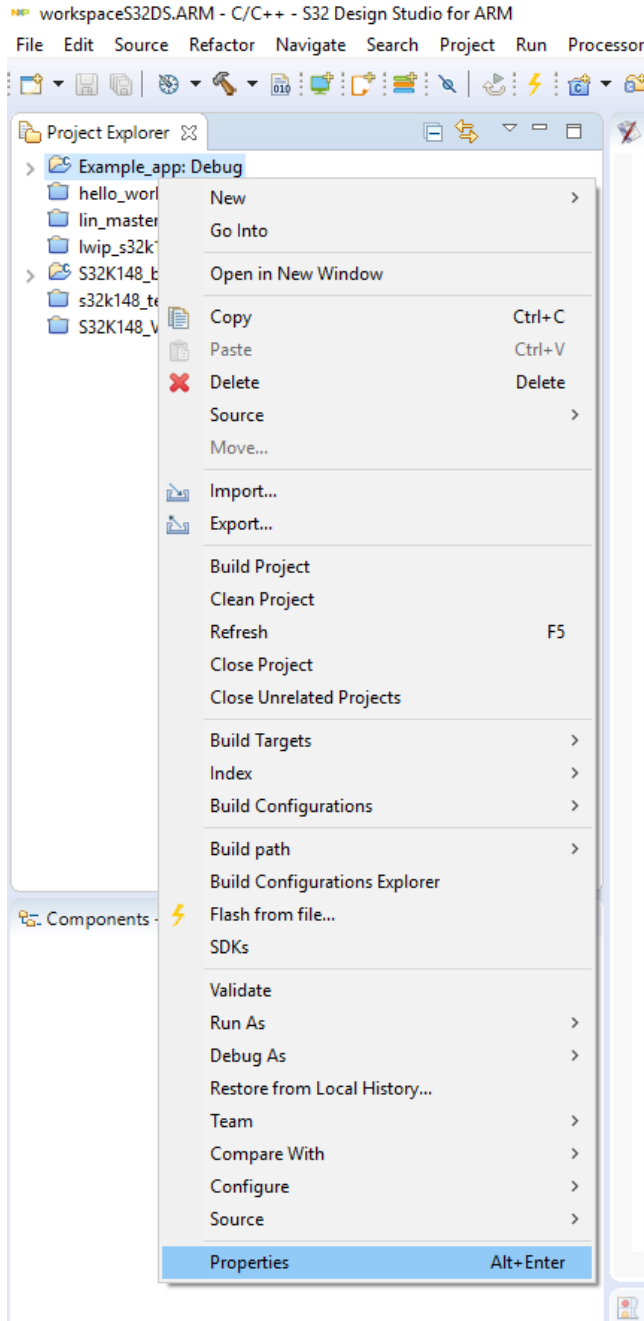 workspaceS32DS.ARM - C/C++ - S32 Design Studio for ARM
File Edit Source Refactor Navigate Search Project Run Processor
Project Explorer
Example_app: Debug
hello_worl
lin_master
lwip_s32k1
S32K148_b
s32k148_te
S32K148_V
New
Go Into
Open in New Window
Copy Ctrl+C
Paste Ctrl+V
Delete Delete
Source
Move...
Import...
Export...
Build Project
Clean Project
Refresh F5
Close Project
Close Unrelated Projects
Build Targets
Index
Build Configurations
Build path
Build Configurations Explorer
Components -
Flash from file...
SDKs
Validate
Run As
Debug As
Restore from Local History...
Team
Compare With
Configure
Source
Properties Alt+Enter